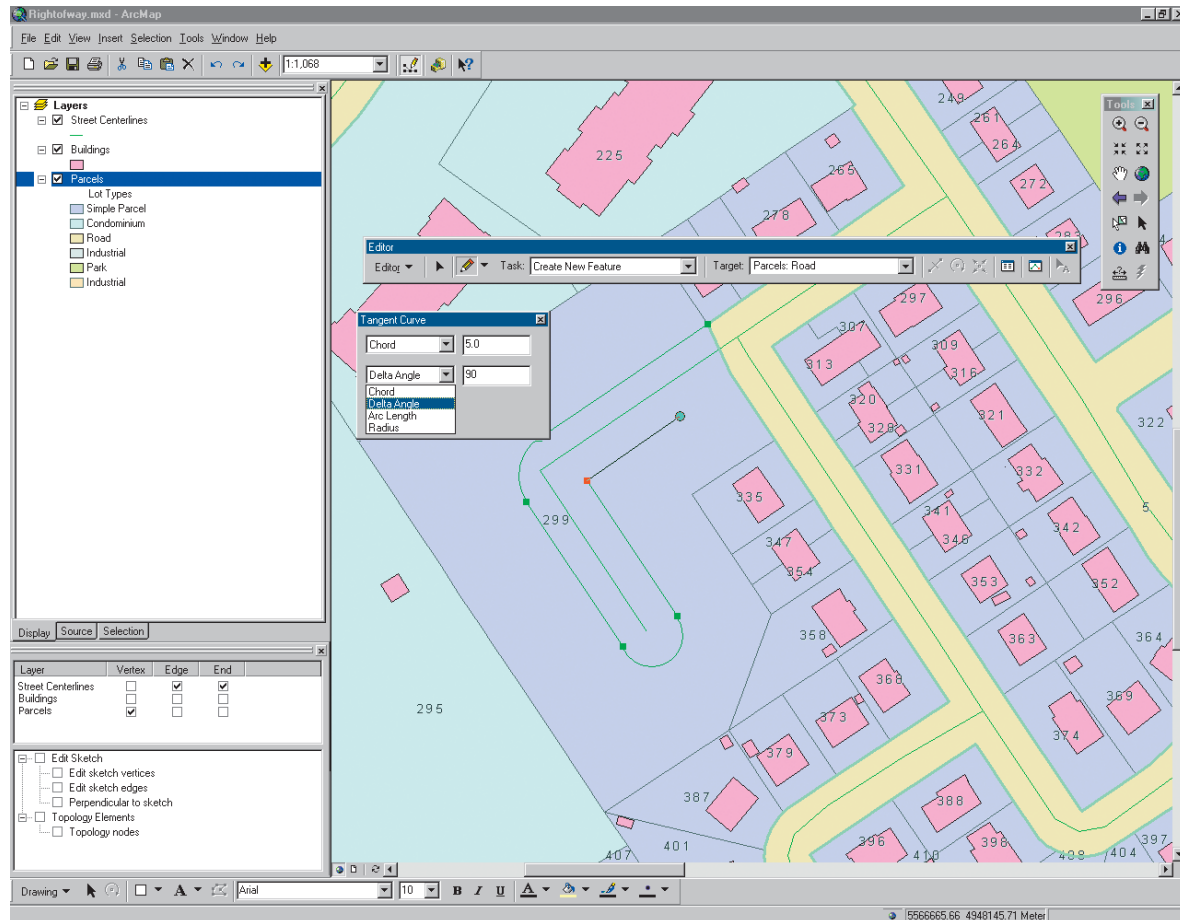 Rightofway.mxd - ArcMap
File Edit View Insert Selection Tools Window Help
1:1,068
Layers
Street Centerlines
Buildings
Parcels
Lot Types
Simple Parcel
Condominium
Road
Industrial
Park
Industrial
Display Source Selection
Layer Vertex Edge End
Street Centerlines
Buildings
Parcels
Edit Sketch
Edit sketch vertices
Edit sketch edges
Perpendicular to sketch
Topology Elements
Topology nodes
Tools
Editor
Editor Task: Create New Feature Target: Parcels: Road
Tangent Curve
Chord 5.0
Delta Angle 90
Chord
Delta Angle
Arc Length
Radius
249
261
264
225
265
272
278
283
297
296
307
313
309
316
320
328
321
322
331
332
335
299
341
346
342
5
347
354
353
352
358
363
364
368
369
295
373
374
379
387
388
396
398
397
401
407
410
408
404
Drawing A Arial 10 B I U A
5566665.66 4948145.71 Meter